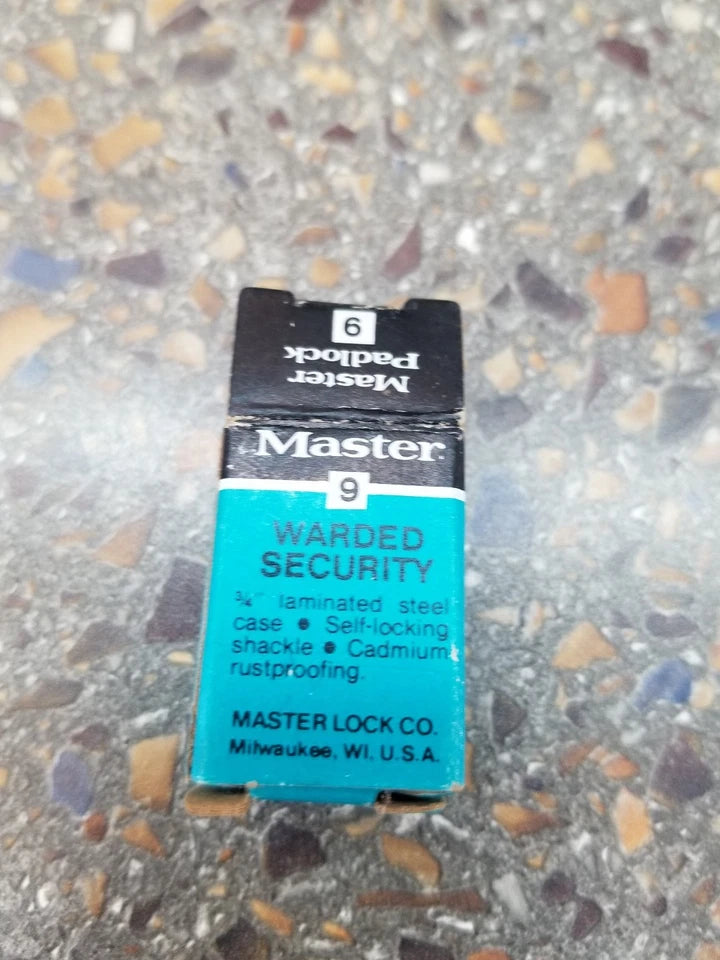 9
Padlock
Master
Master
9
WARDED
SECURITY
3/4" laminated steel
case • Self-locking
shackle • Cadmium
rustproofing.
MASTER LOCK CO.
Milwaukee, WI, U.S.A.